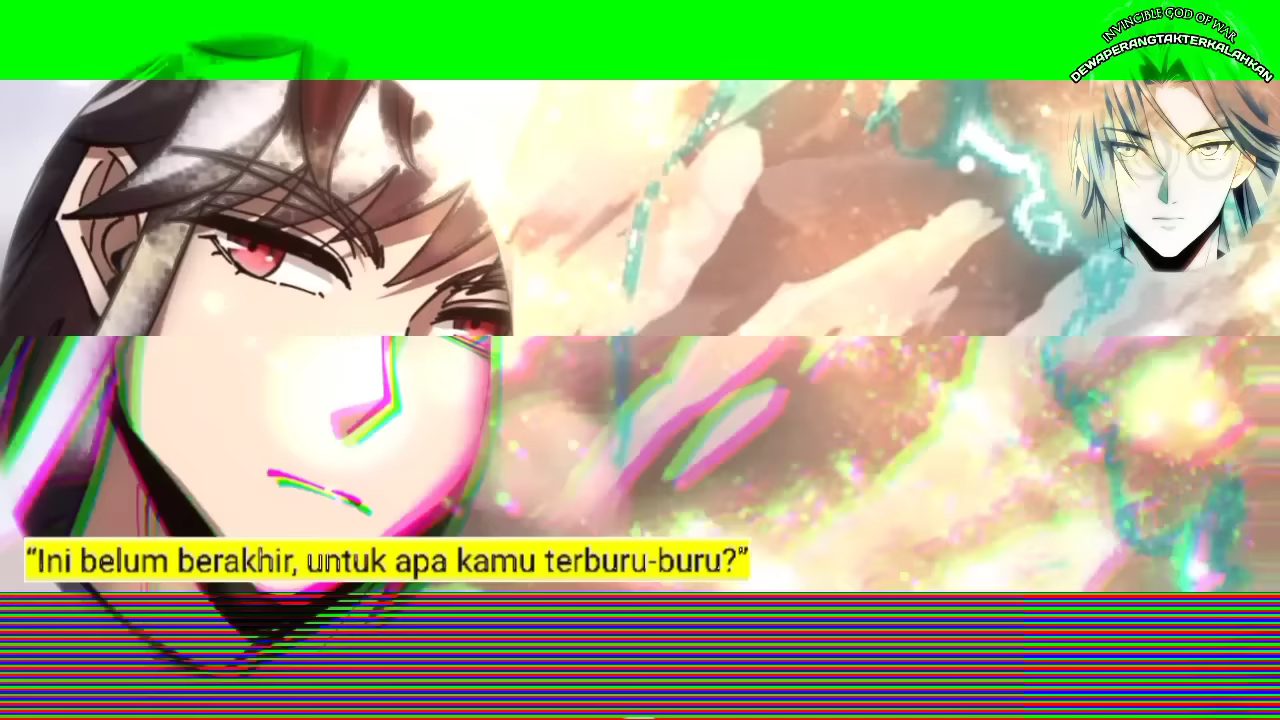 INVINCIBLE GOD OF WAR
DEWAPERANGTAKTERKALAHKAN
“Ini belum berakhir, untuk apa kamu terburu-buru?”